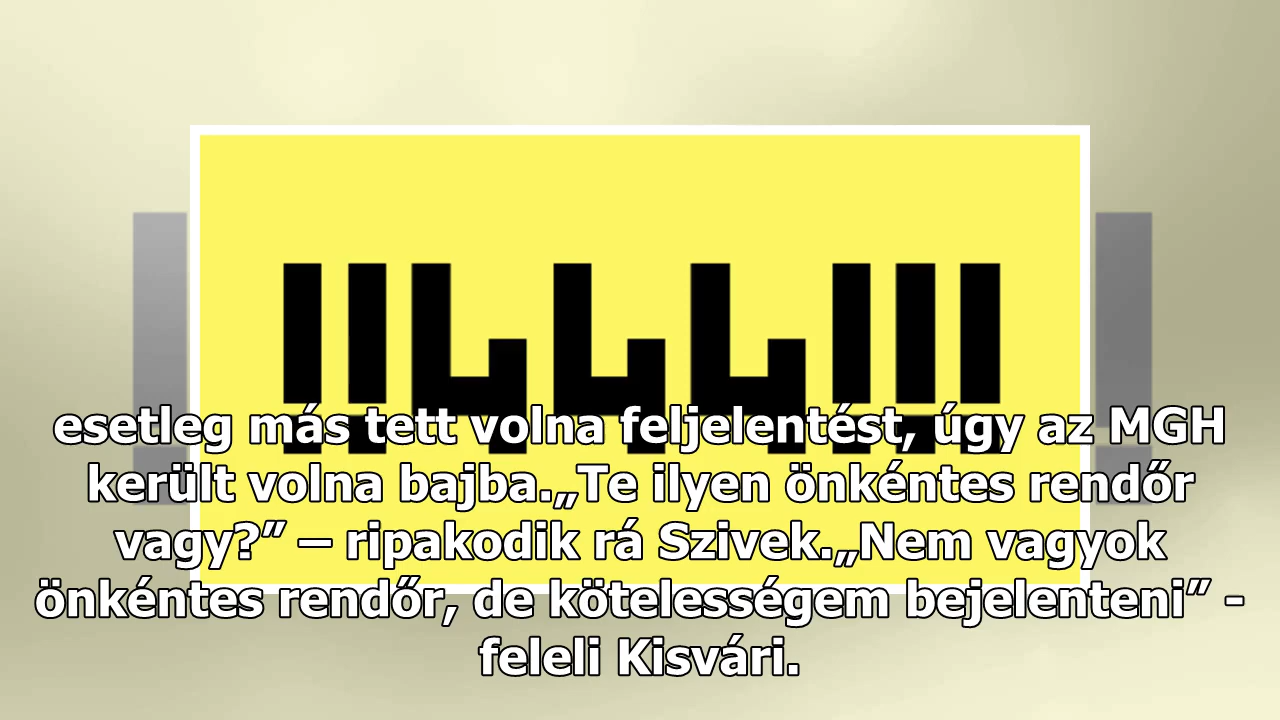 !!444!!!
esetleg más tett volna feljelentést, úgy az MGH
került volna bajba.„Te ilyen önkéntes rendőr
vagy?” – ripakodik rá Szivek.„Nem vagyok
önkéntes rendőr, de kötelességem bejelenteni” -
feleli Kisvári.